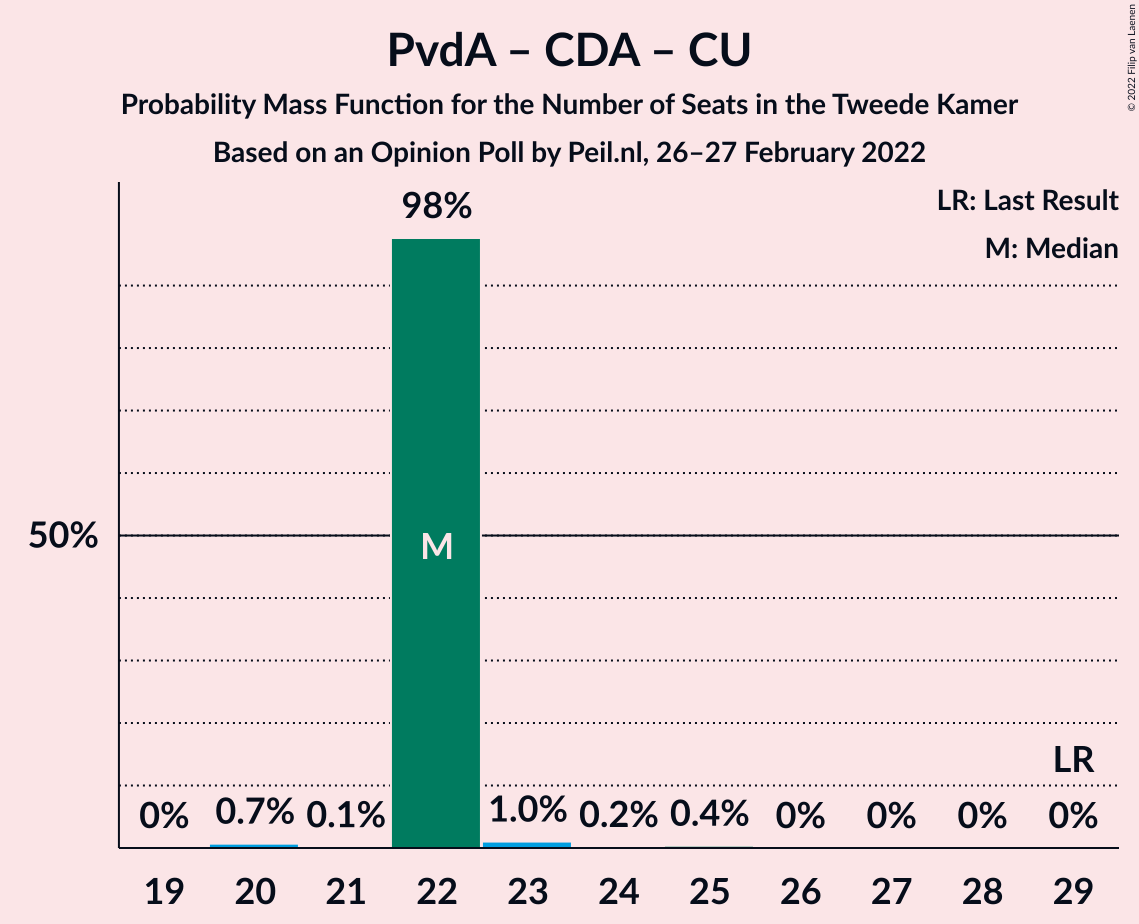 PvdA – CDA – CU
Probability Mass Function for the Number of Seats in the Tweede Kamer
Based on an Opinion Poll by Peil.nl, 26–27 February 2022
© 2022 Filip van Laenen
LR: Last Result
M: Median
98%
50%
M
LR
0% 0.7% 0.1% 1.0% 0.2% 0.4% 0% 0% 0% 0%
19 20 21 22 23 24 25 26 27 28 29